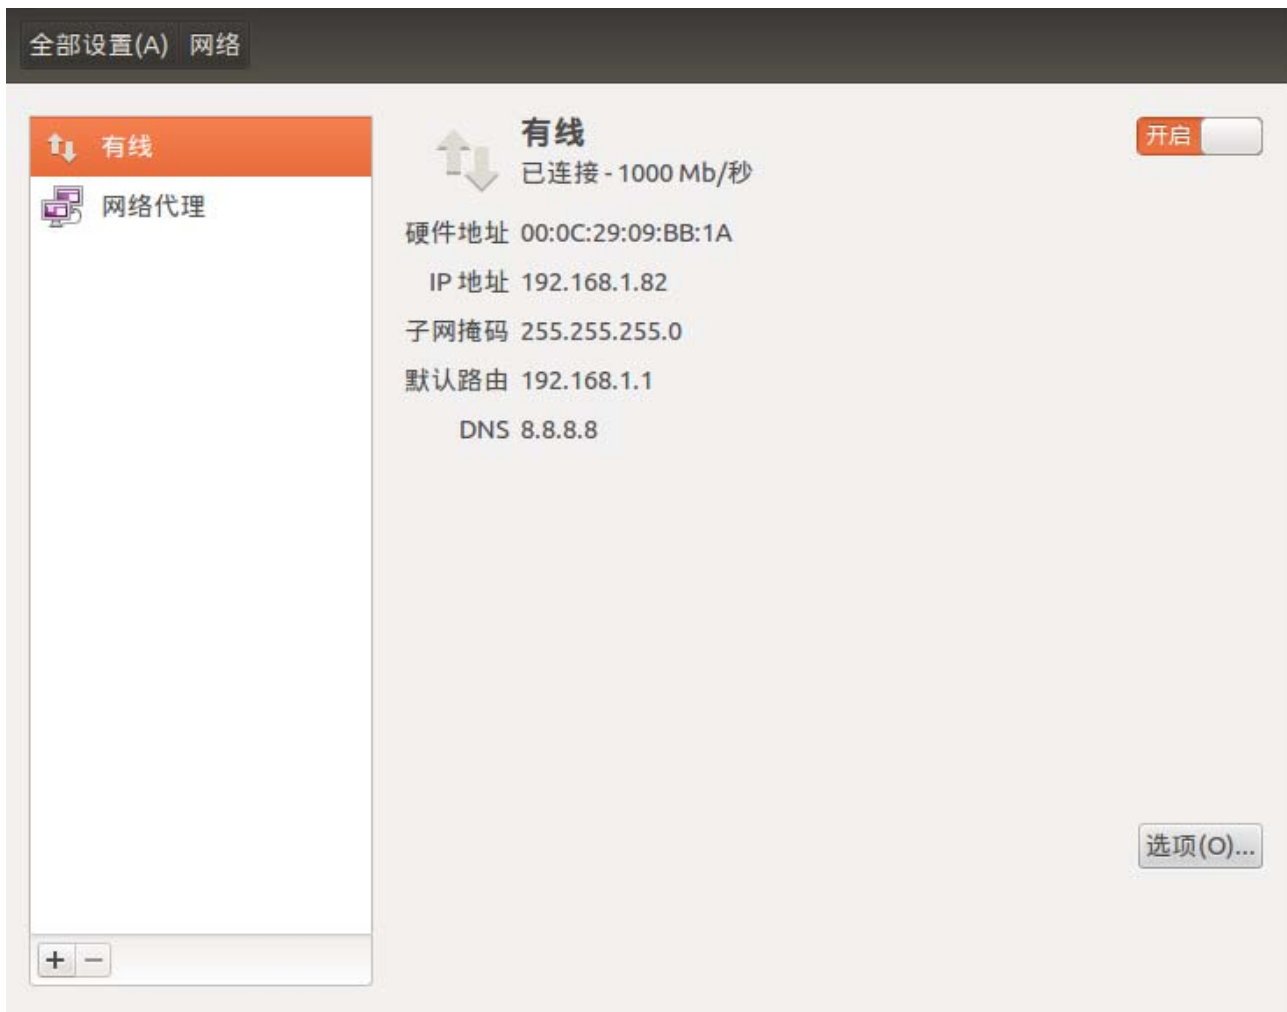 全部设置(A) 网络
有线
网络代理
有线
已连接 - 1000 Mb/秒
开启
硬件地址 00:0C:29:09:BB:1A
IP 地址 192.168.1.82
子网掩码 255.255.255.0
默认路由 192.168.1.1
DNS 8.8.8.8
选项(O)...
+ −